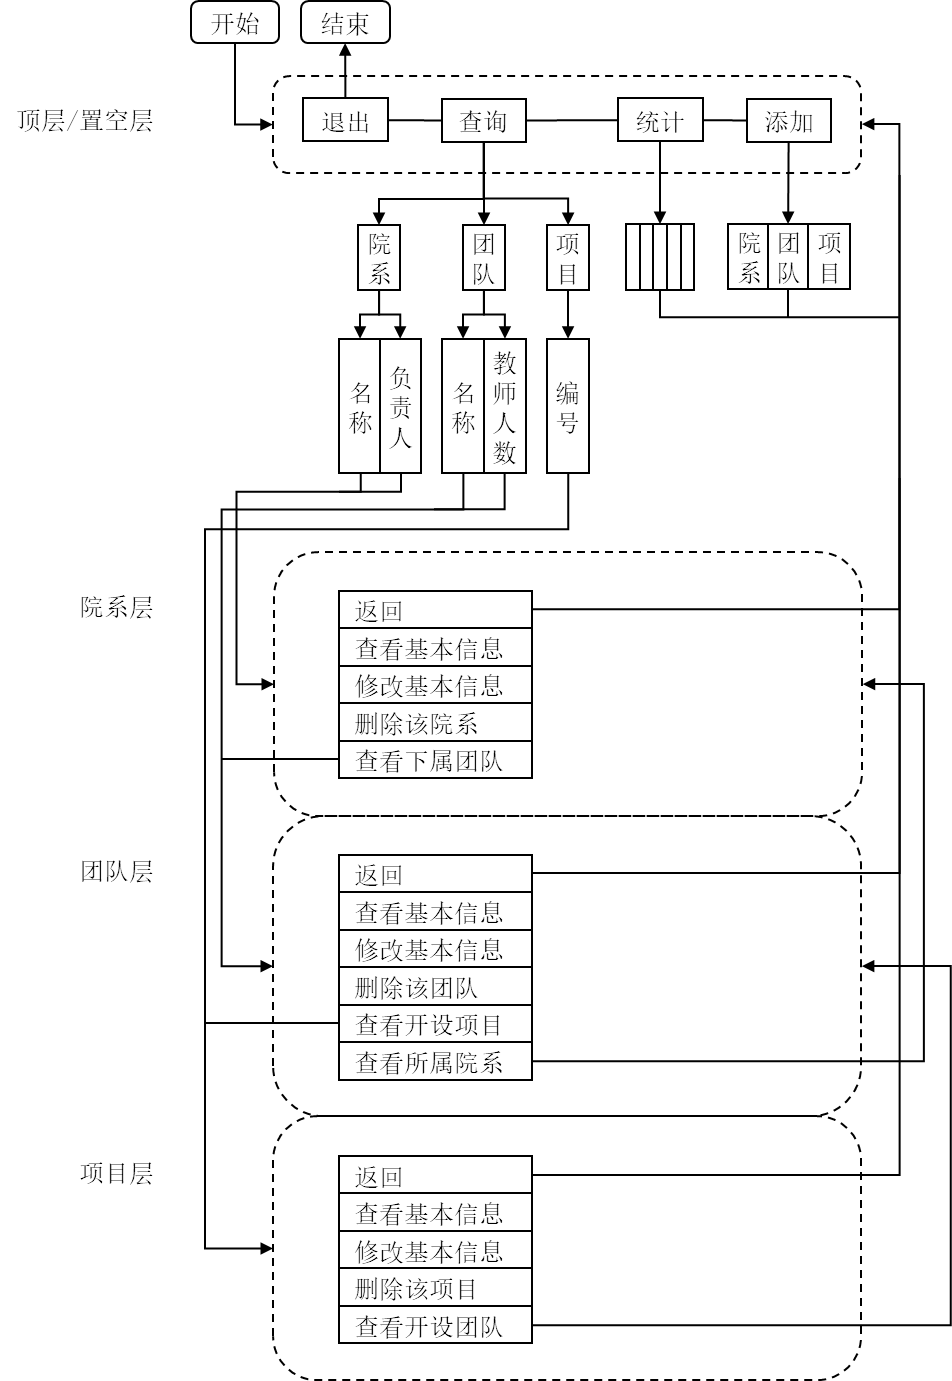 开始
结束
顶层/置空层
退出
查询
统计
添加
院系
团队
项目
院系
团队
项目
名称
负责人
名称
教师人数
编号
院系层
返回
查看基本信息
修改基本信息
删除该院系
查看下属团队
团队层
返回
查看基本信息
修改基本信息
删除该团队
查看开设项目
查看所属院系
项目层
返回
查看基本信息
修改基本信息
删除该项目
查看开设团队